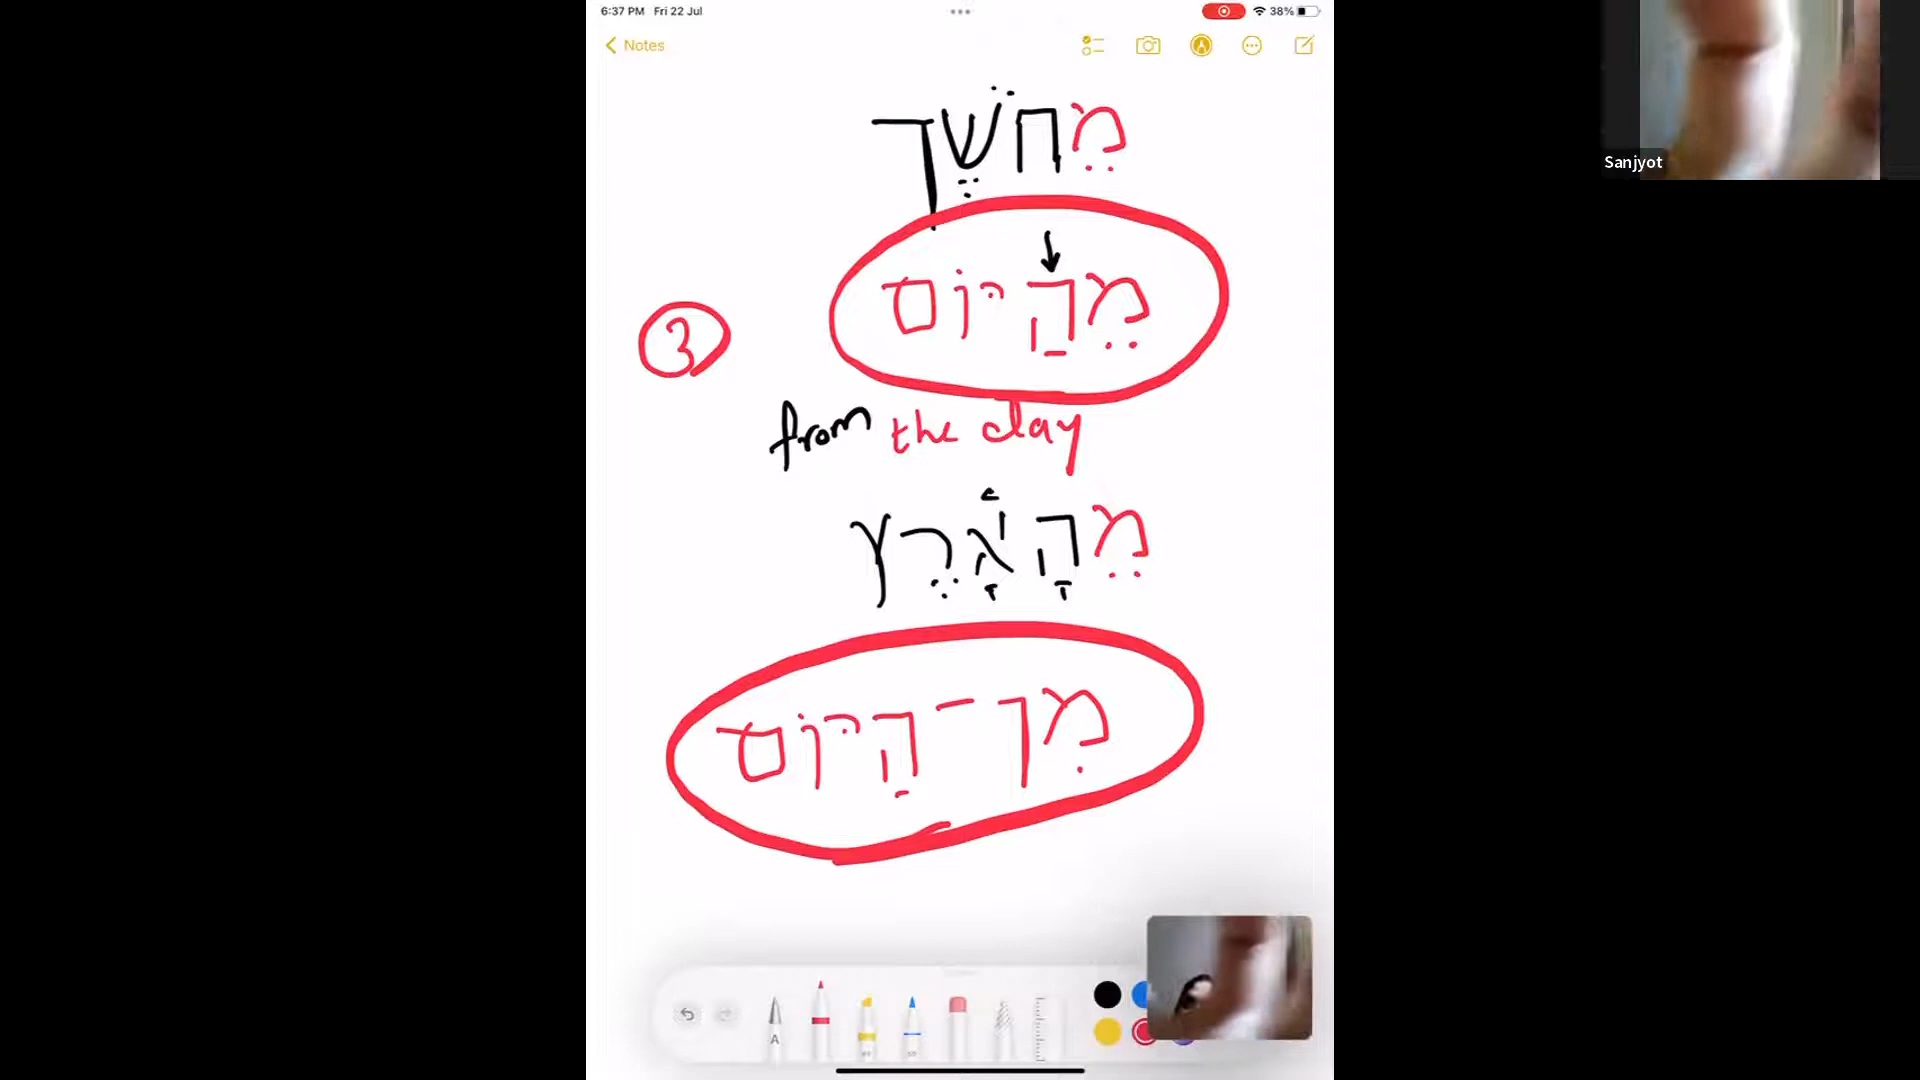 6:37 PM Fri 22 Jul
38%
Notes
Sanjyot
מֵחֹשֶׁך
מֵהַיּוֹם
3
from the day
מֵהָאָרֶץ
מִן־הַיּוֹם
A